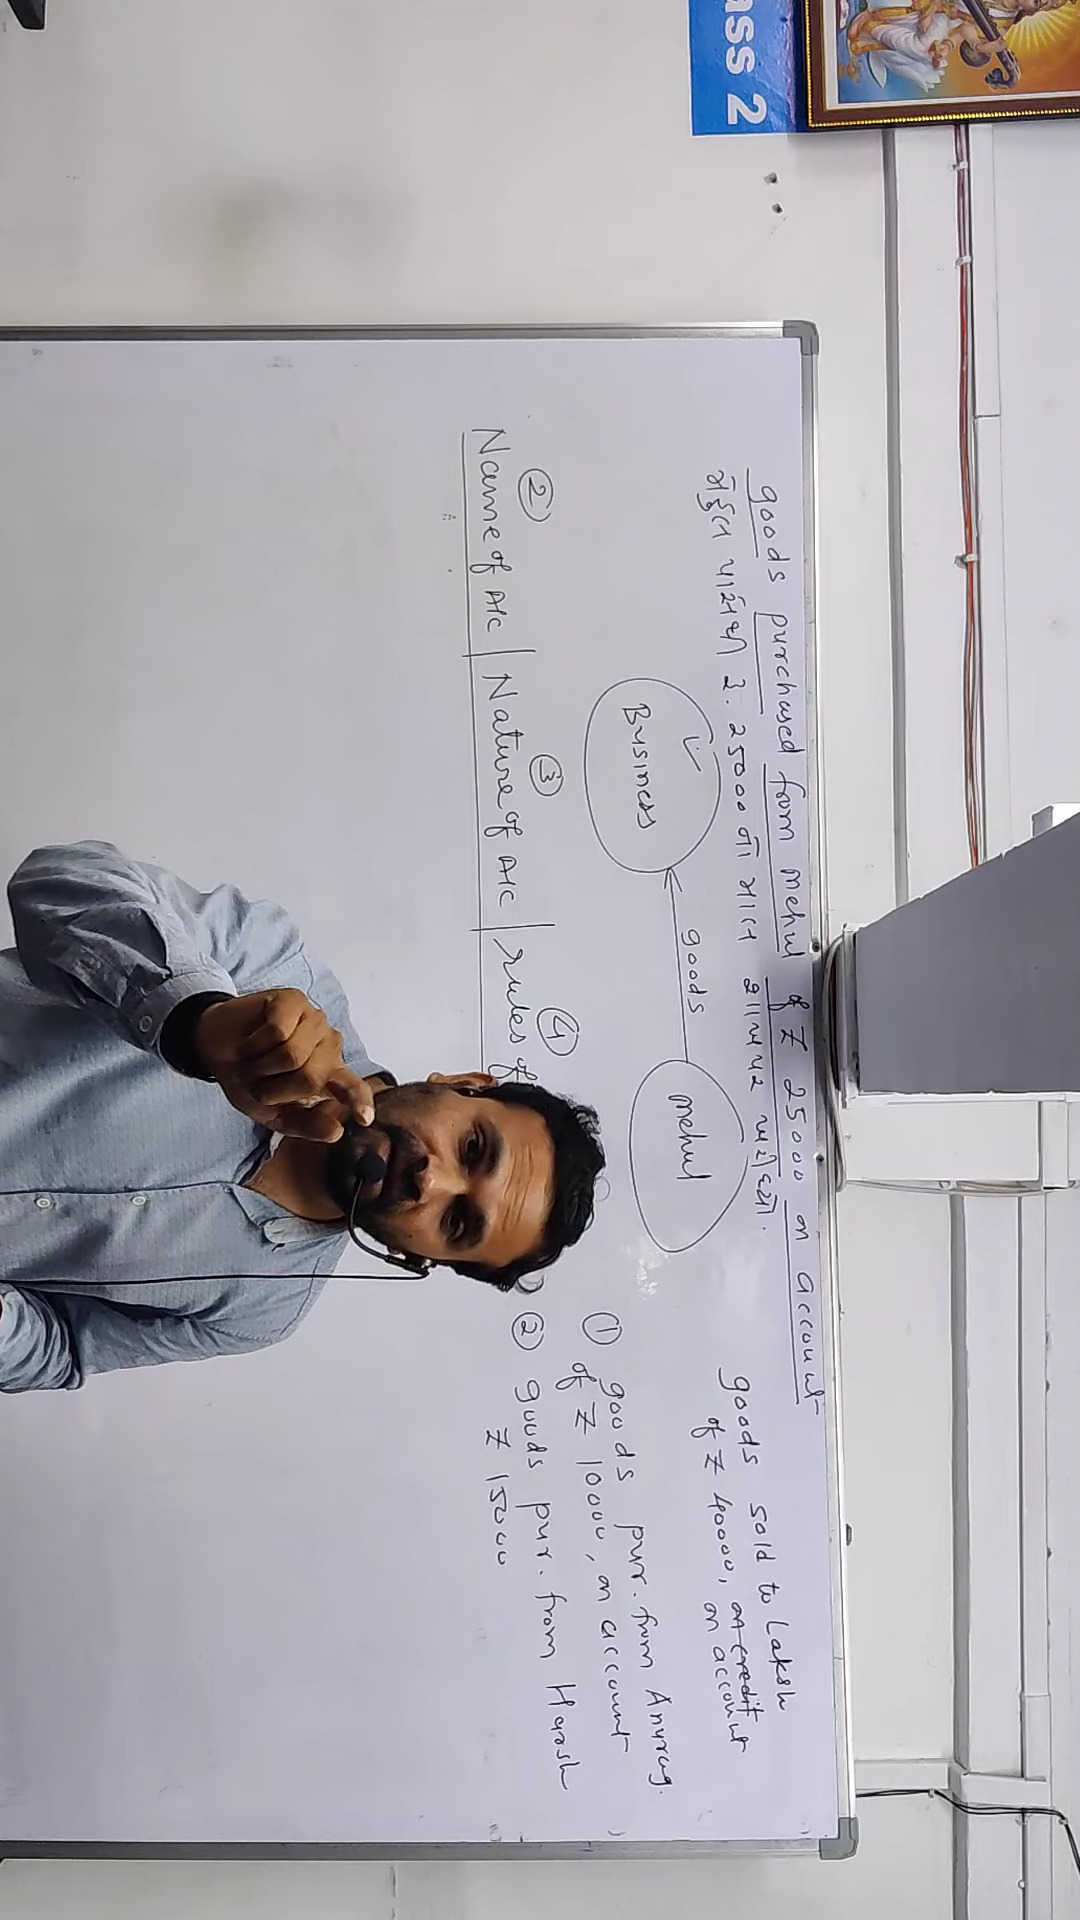 ass 2
goods purchased from Mehul of ₹ 25000 on account
મેહુલ પાસેથી રૂ. 25000 નો માલ શાખ પર ખરીદ્યો.
Business
goods
Mehul
②
③
④
Name of A/c | Nature of A/c | rules of
goods sold to Laksh
of ₹ 40000, on credit
on account
① goods pur. from Anurag.
of ₹ 10000, on account
② goods pur. from Harsh
₹ 15000